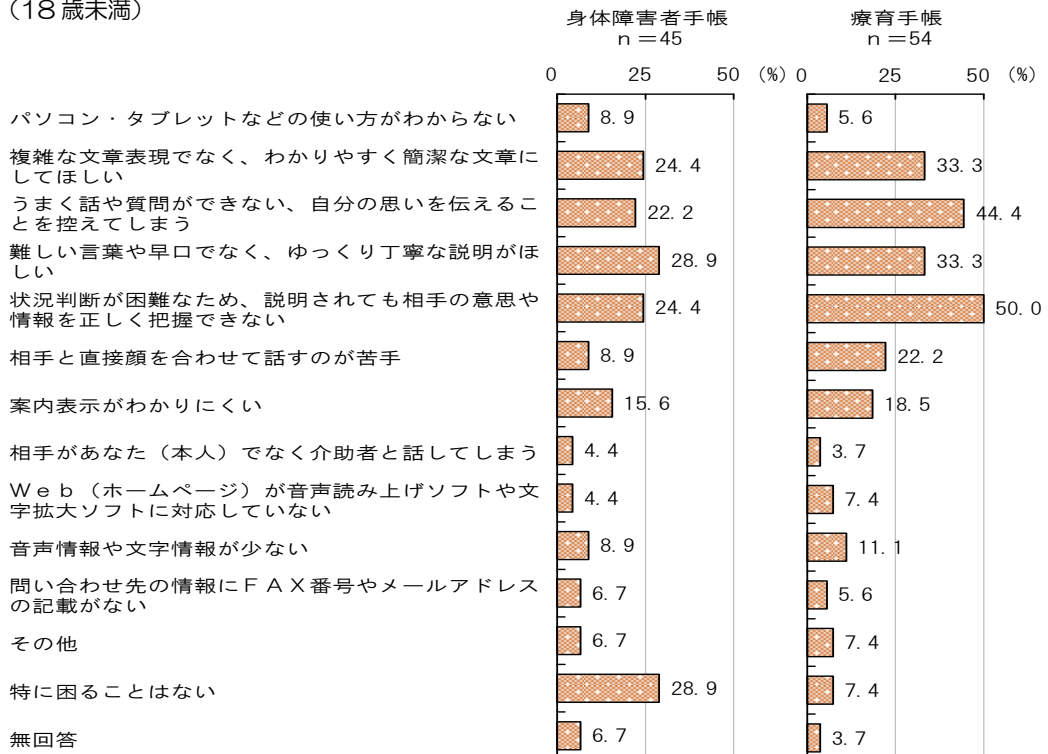 （18歳未満）
身体障害者手帳
ｎ＝45
療育手帳
ｎ＝54
0 25 50 (%) 0 25 50 (%)
パソコン・タブレットなどの使い方がわからない 8.9 5.6
複雑な文章表現でなく、わかりやすく簡潔な文章に
してほしい 24.4 33.3
うまく話や質問ができない、自分の思いを伝えるこ
とを控えてしまう 22.2 44.4
難しい言葉や早口でなく、ゆっくり丁寧な説明がほ
しい 28.9 33.3
状況判断が困難なため、説明されても相手の意思や
情報を正しく把握できない 24.4 50.0
相手と直接顔を合わせて話すのが苦手 8.9 22.2
案内表示がわかりにくい 15.6 18.5
相手があなた（本人）でなく介助者と話してしまう 4.4 3.7
Ｗｅｂ（ホームページ）が音声読み上げソフトや文
字拡大ソフトに対応していない 4.4 7.4
音声情報や文字情報が少ない 8.9 11.1
問い合わせ先の情報にＦＡＸ番号やメールアドレス
の記載がない 6.7 5.6
その他 6.7 7.4
特に困ることはない 28.9 7.4
無回答 6.7 3.7